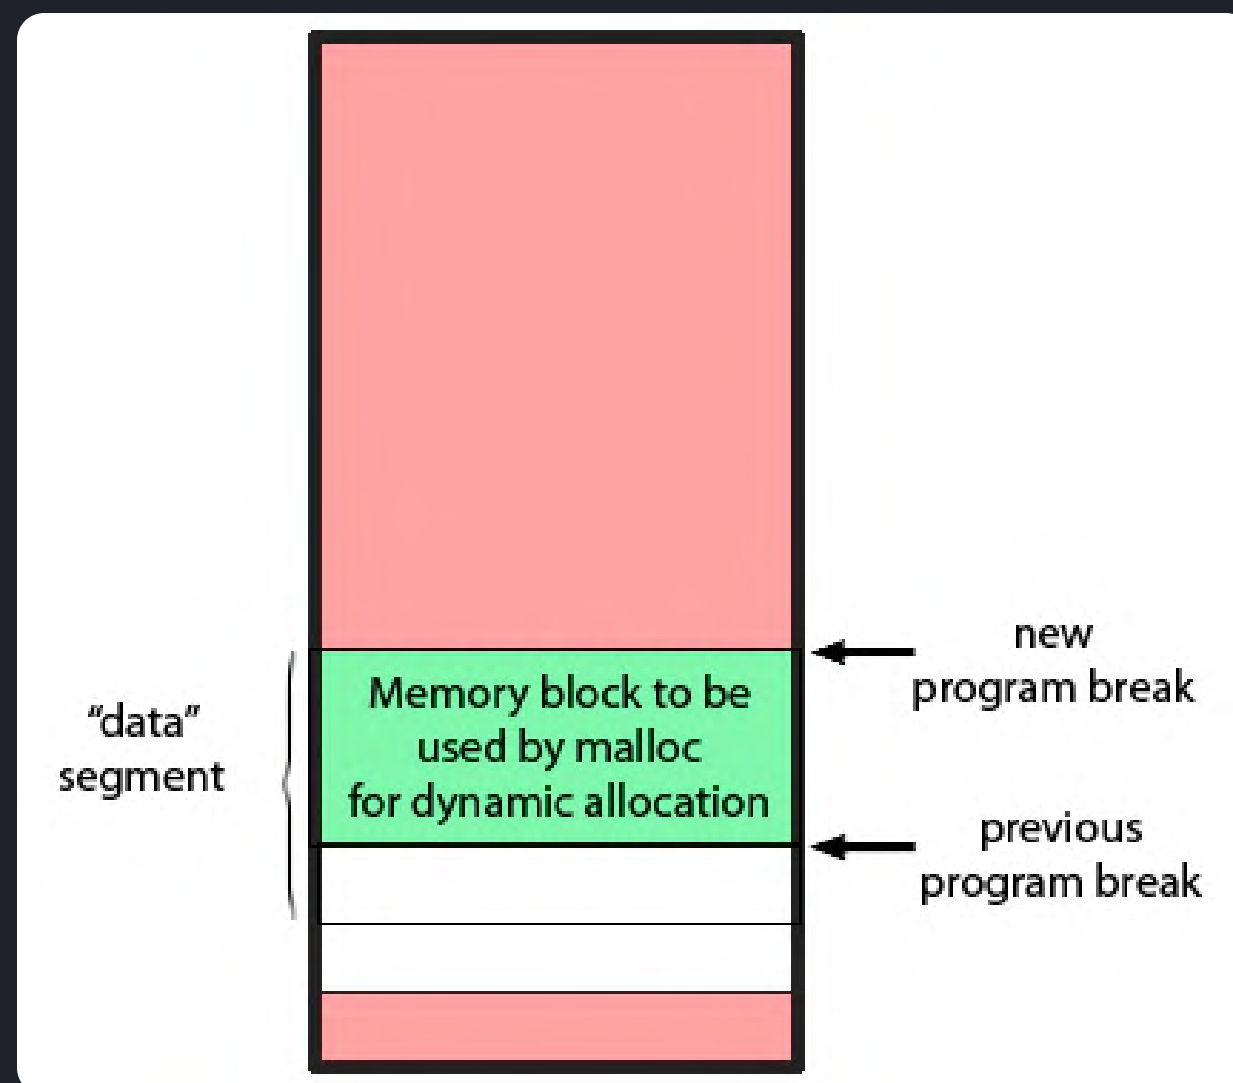 new
program break
“data”
segment
Memory block to be
used by malloc
for dynamic allocation
previous
program break